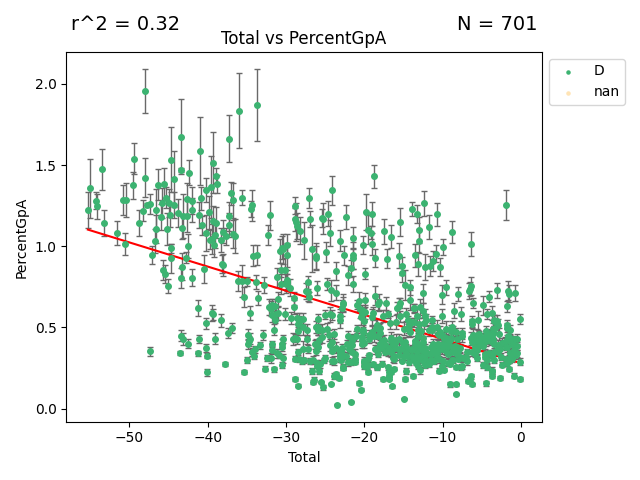 r^2 = 0.32
N = 701
Total vs PercentGpA
D
nan
PercentGpA
2.0
1.5
1.0
0.5
0.0
−50
−40
−30
−20
−10
0
Total